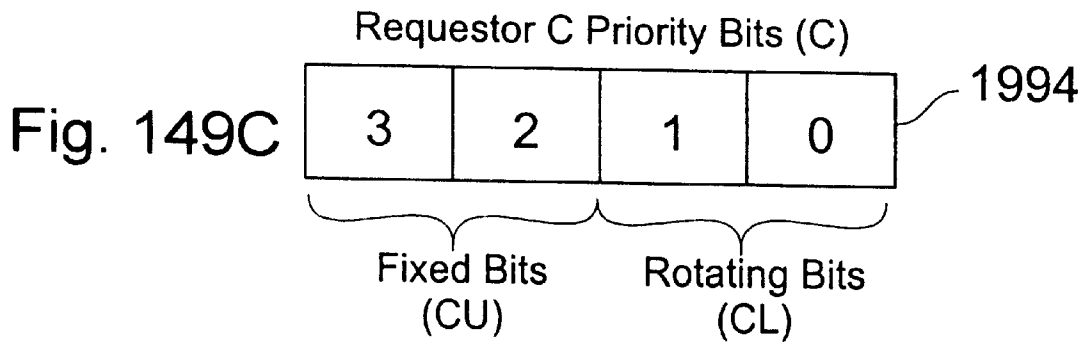 Requestor C Priority Bits (C)
1994
Fig. 149C 3 2 1 0
Fixed Bits
(CU)
Rotating Bits
(CL)